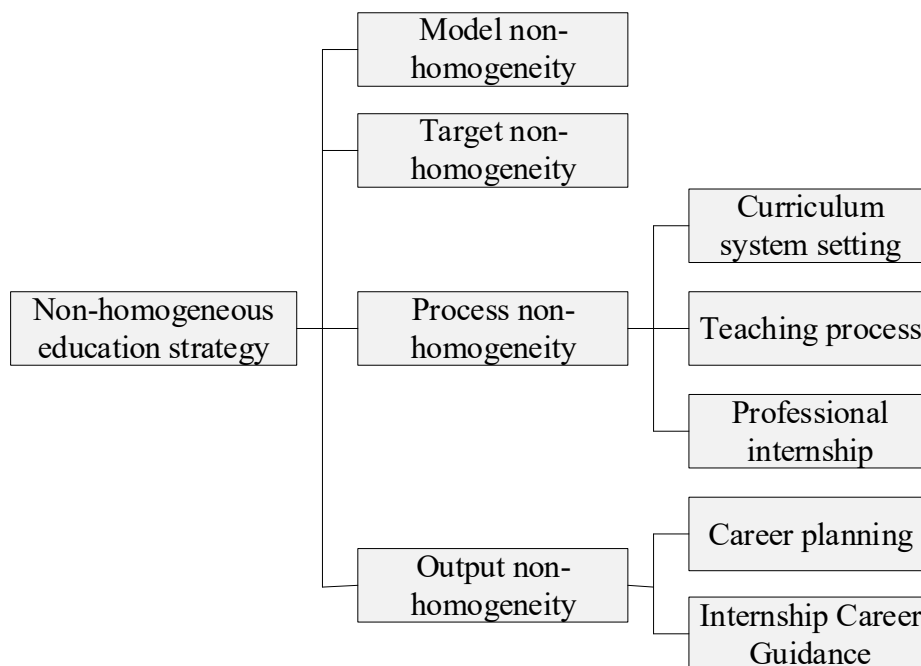 Model non-
homogeneity
Target non-
homogeneity
Curriculum
system setting
Non-homogeneous
education strategy
Process non-
homogeneity
Teaching process
Professional
internship
Output non-
homogeneity
Career planning
Internship Career
Guidance